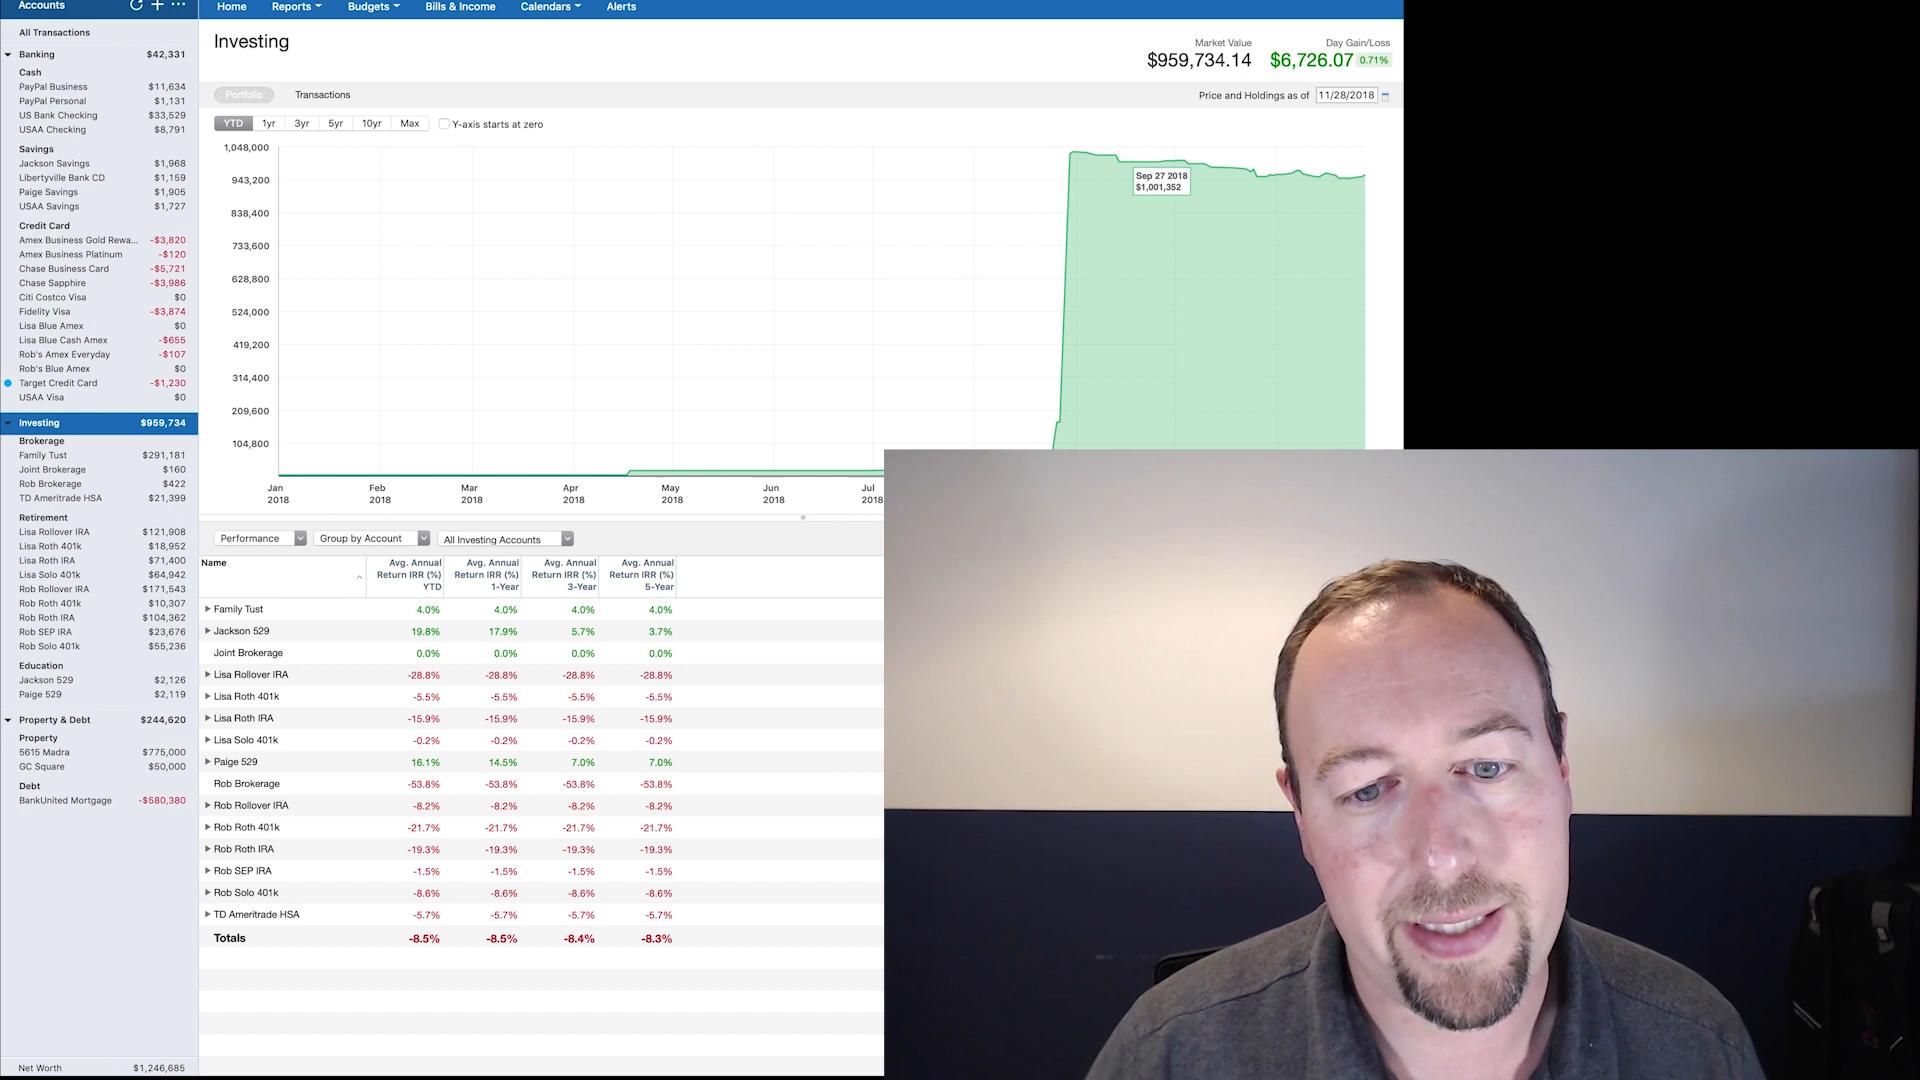 Accounts
Home Reports Budgets Bills & Income Calendars Alerts
All Transactions
Banking $42,331
Cash
PayPal Business $11,634
PayPal Personal $1,131
US Bank Checking $33,529
USAA Checking $8,791
Savings
Jackson Savings $1,968
Libertyville Bank CD $1,159
Paige Savings $1,905
USAA Savings $1,727
Credit Card
Amex Business Gold Rewa... -$3,820
Amex Business Platinum -$120
Chase Business Card -$5,721
Chase Sapphire -$3,986
Citi Costco Visa $0
Fidelity Visa -$3,874
Lisa Blue Amex $0
Lisa Blue Cash Amex -$655
Rob's Amex Everyday -$107
Rob's Blue Amex $0
Target Credit Card -$1,230
USAA Visa $0
Investing $959,734
Brokerage
Family Tust $291,181
Joint Brokerage $160
Rob Brokerage $422
TD Ameritrade HSA $21,399
Retirement
Lisa Rollover IRA $121,908
Lisa Roth 401k $18,952
Lisa Roth IRA $71,400
Lisa Solo 401k $64,942
Rob Rollover IRA $171,543
Rob Roth 401k $10,307
Rob Roth IRA $104,362
Rob SEP IRA $23,676
Rob Solo 401k $55,236
Education
Jackson 529 $2,126
Paige 529 $2,119
Property & Debt $244,620
Property
5615 Madra $775,000
GC Square $50,000
Debt
BankUnited Mortgage -$580,380
Net Worth $1,246,685
Investing
Market Value Day Gain/Loss
$959,734.14 $6,726.07 0.71%
Portfolio Transactions
Price and Holdings as of 11/28/2018
YTD 1yr 3yr 5yr 10yr Max Y-axis starts at zero
1,048,000
943,200
838,400
733,600
628,800
524,000
419,200
314,400
209,600
104,800
Sep 27 2018
$1,001,352
Jan Feb Mar Apr May Jun Jul
2018 2018 2018 2018 2018 2018 2018
Performance Group by Account All Investing Accounts
Name
Avg. Annual Avg. Annual Avg. Annual Avg. Annual
Return IRR (%) Return IRR (%) Return IRR (%) Return IRR (%)
YTD 1-Year 3-Year 5-Year
Family Tust 4.0% 4.0% 4.0% 4.0%
Jackson 529 19.8% 17.9% 5.7% 3.7%
Joint Brokerage 0.0% 0.0% 0.0% 0.0%
Lisa Rollover IRA -28.8% -28.8% -28.8% -28.8%
Lisa Roth 401k -5.5% -5.5% -5.5% -5.5%
Lisa Roth IRA -15.9% -15.9% -15.9% -15.9%
Lisa Solo 401k -0.2% -0.2% -0.2% -0.2%
Paige 529 16.1% 14.5% 7.0% 7.0%
Rob Brokerage -53.8% -53.8% -53.8% -53.8%
Rob Rollover IRA -8.2% -8.2% -8.2% -8.2%
Rob Roth 401k -21.7% -21.7% -21.7% -21.7%
Rob Roth IRA -19.3% -19.3% -19.3% -19.3%
Rob SEP IRA -1.5% -1.5% -1.5% -1.5%
Rob Solo 401k -8.6% -8.6% -8.6% -8.6%
TD Ameritrade HSA -5.7% -5.7% -5.7% -5.7%
Totals -8.5% -8.5% -8.4% -8.3%